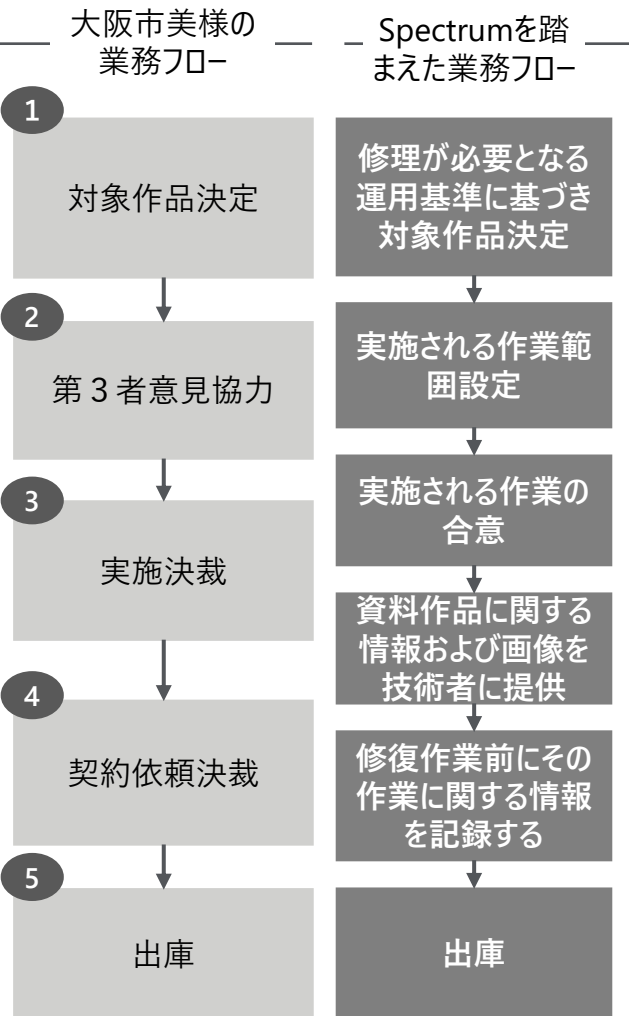 大阪市美様の
業務フロー
1
対象作品決定
2
第３者意見協力
3
実施決裁
4
契約依頼決裁
5
出庫
Spectrumを踏
まえた業務フロー
修理が必要となる
運用基準に基づき
対象作品決定
実施される作業範
囲設定
実施される作業の
合意
資料作品に関する
情報および画像を
技術者に提供
修復作業前にその
作業に関する情報
を記録する
出庫